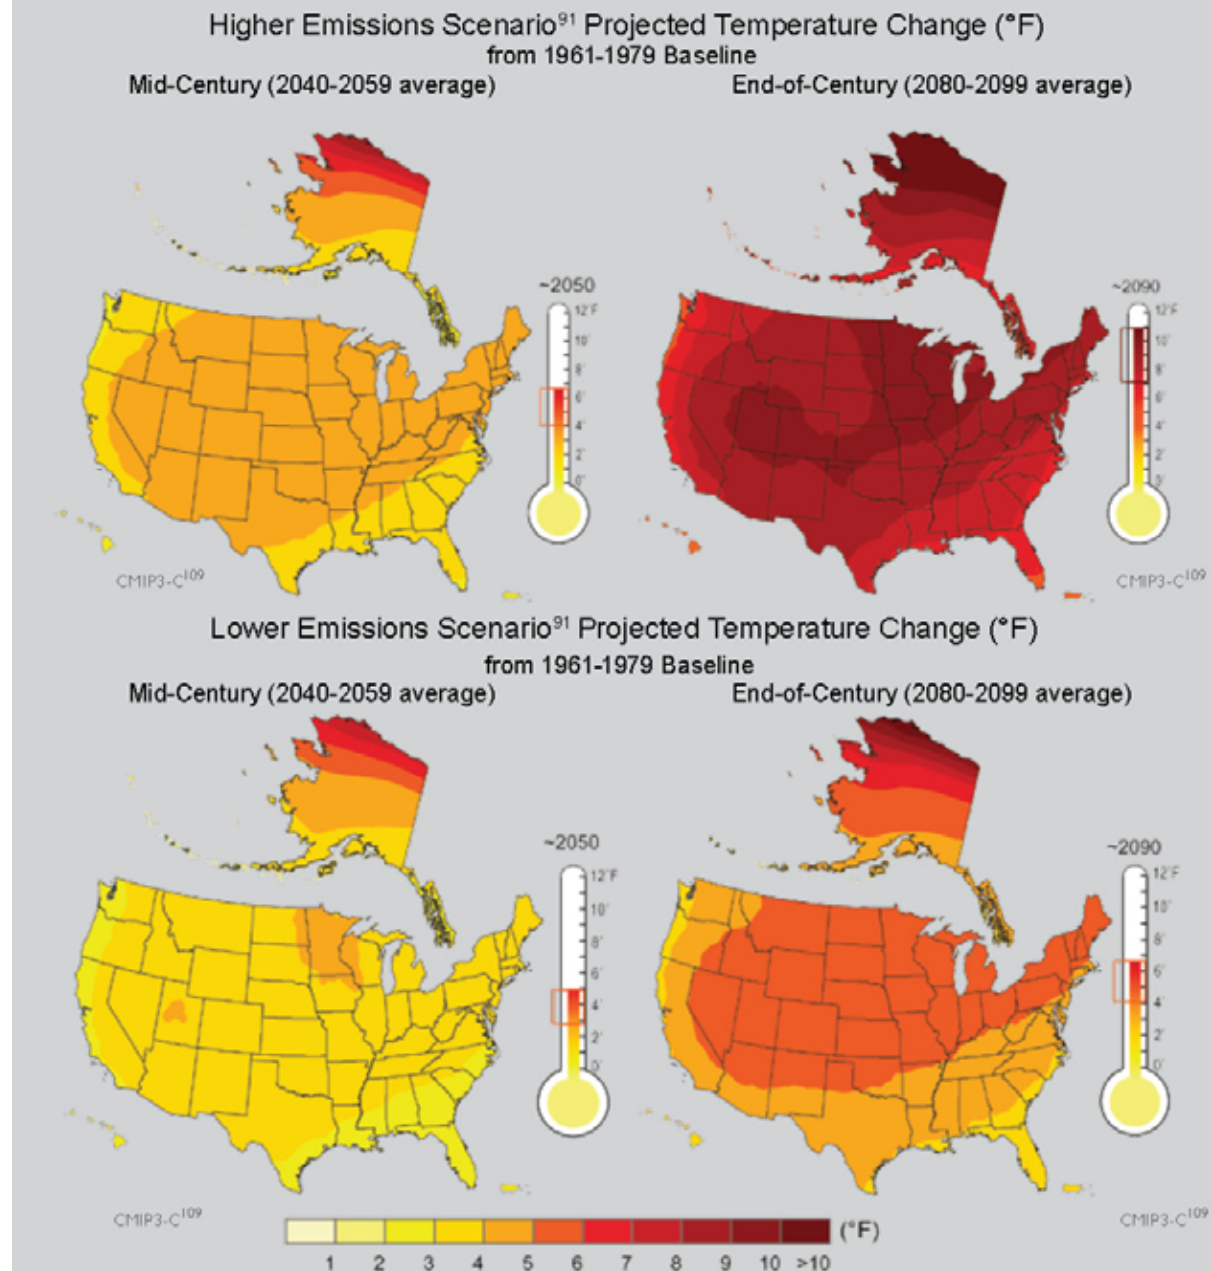 Higher Emissions Scenario⁹¹ Projected Temperature Change (°F)
from 1961-1979 Baseline
Mid-Century (2040-2059 average)
End-of-Century (2080-2099 average)
~2050
12°F
10°
8°
6°
4°
2°
0°
CMIP3-C¹⁰⁹
~2090
12°F
10°
8°
6°
4°
2°
0°
CMIP3-C¹⁰⁹
Lower Emissions Scenario⁹¹ Projected Temperature Change (°F)
from 1961-1979 Baseline
Mid-Century (2040-2059 average)
End-of-Century (2080-2099 average)
~2050
12°F
10°
8°
6°
4°
2°
0°
CMIP3-C¹⁰⁹
~2090
12°F
10°
8°
6°
4°
2°
0°
CMIP3-C¹⁰⁹
(°F)
1 2 3 4 5 6 7 8 9 10 >10